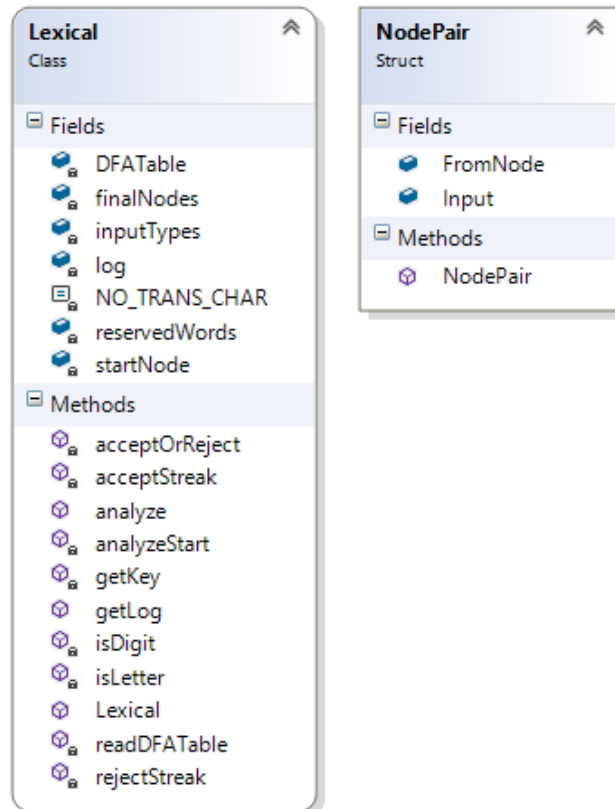 Lexical
Class
Fields
DFATable
finalNodes
inputTypes
log
NO_TRANS_CHAR
reservedWords
startNode
Methods
acceptOrReject
acceptStreak
analyze
analyzeStart
getKey
getLog
isDigit
isLetter
Lexical
readDFATable
rejectStreak
NodePair
Struct
Fields
FromNode
Input
Methods
NodePair